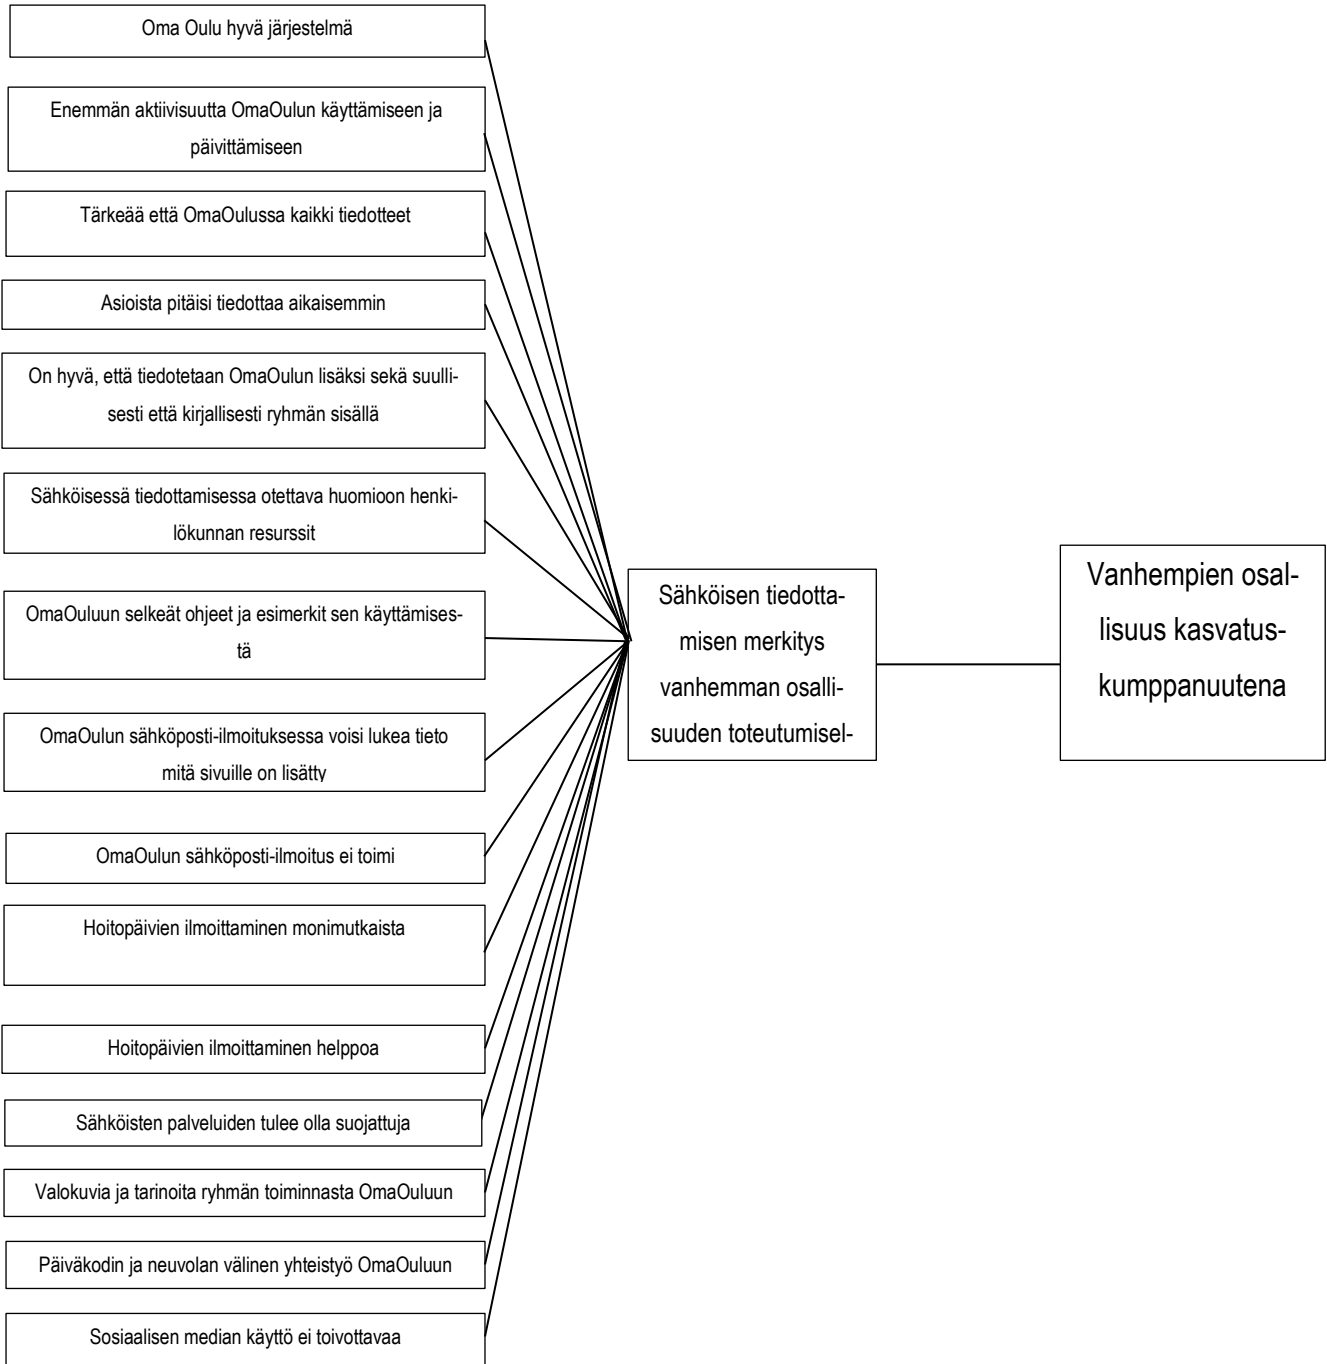 Oma Oulu hyvä järjestelmä
Enemmän aktiivisuutta OmaOulun käyttämiseen ja
päivittämiseen
Tärkeää että OmaOulussa kaikki tiedotteet
Asioista pitäisi tiedottaa aikaisemmin
On hyvä, että tiedotetaan OmaOulun lisäksi sekä suulli-
sesti että kirjallisesti ryhmän sisällä
Sähköisessä tiedottamisessa otettava huomioon henki-
lökunnan resurssit
OmaOuluun selkeät ohjeet ja esimerkit sen käyttämises-
tä
OmaOulun sähköposti-ilmoituksessa voisi lukea tieto
mitä sivuille on lisätty
OmaOulun sähköposti-ilmoitus ei toimi
Hoitopäivien ilmoittaminen monimutkaista
Hoitopäivien ilmoittaminen helppoa
Sähköisten palveluiden tulee olla suojattuja
Valokuvia ja tarinoita ryhmän toiminnasta OmaOuluun
Päiväkodin ja neuvolan välinen yhteistyö OmaOuluun
Sosiaalisen median käyttö ei toivottavaa
Sähköisen tiedotta-
misen merkitys
vanhemman osalli-
suuden toteutumisel-
Vanhempien osal-
lisuus kasvatus-
kumppanuutena